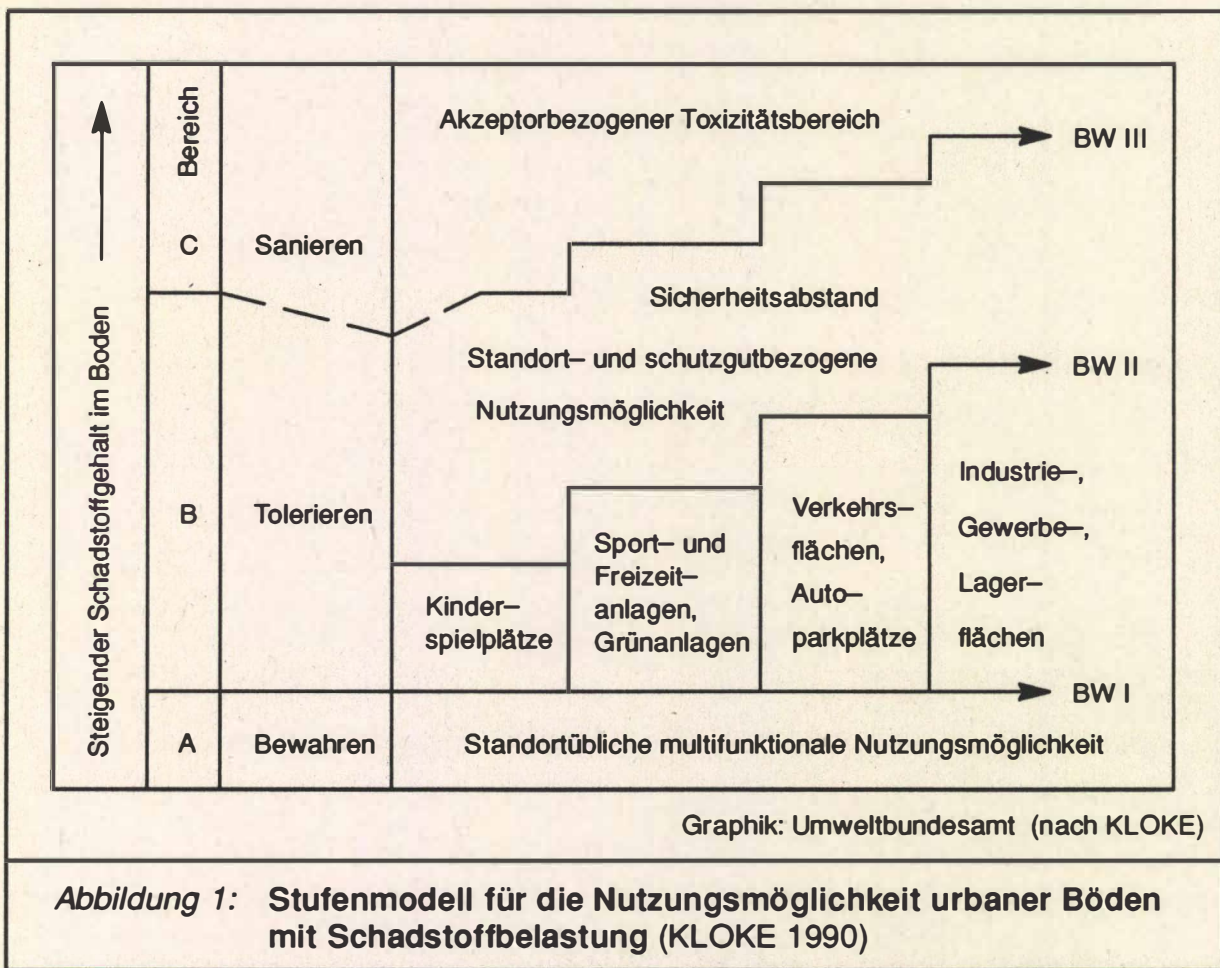 Steigender Schadstoffgehalt im Boden
Bereich
C
Sanieren
B
Tolerieren
A
Bewahren
Akzeptorbezogener Toxizitätsbereich
BW III
Sicherheitsabstand
Standort– und schutzgutbezogene
Nutzungsmöglichkeit
BW II
Kinder–
spielplätze
Sport– und
Freizeit–
anlagen,
Grünanlagen
Verkehrs–
flächen,
Auto–
parkplätze
Industrie–,
Gewerbe–,
Lager–
flächen
BW I
Standortübliche multifunktionale Nutzungsmöglichkeit
Graphik: Umweltbundesamt (nach KLOKE)
Abbildung 1: Stufenmodell für die Nutzungsmöglichkeit urbaner Böden
mit Schadstoffbelastung (KLOKE 1990)